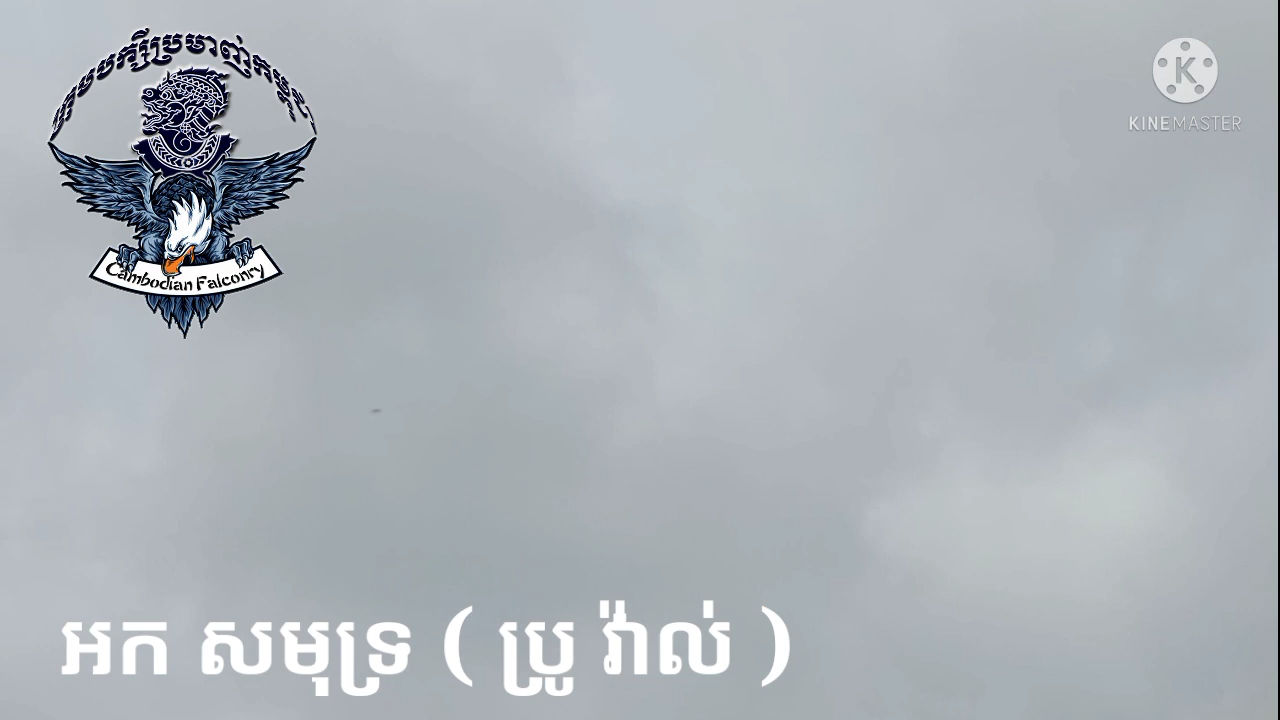 Cambodian Falconry
KINEMASTER
អក សមុទ្រ ( ប្រូ វ៉ាល់ )